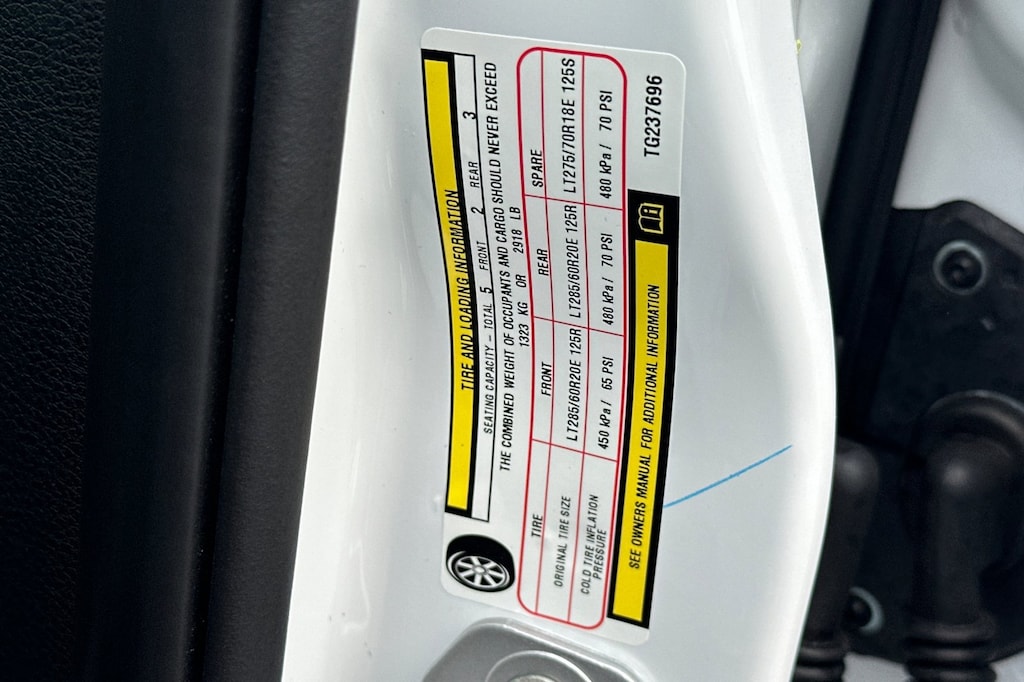 TIRE AND LOADING INFORMATION
SEATING CAPACITY – TOTAL 5 FRONT 2 REAR 3
THE COMBINED WEIGHT OF OCCUPANTS AND CARGO SHOULD NEVER EXCEED
1323 KG OR 2918 LB
TIRE FRONT REAR SPARE
ORIGINAL TIRE SIZE LT285/60R20E 125R LT285/60R20E 125R LT275/70R18E 125S
COLD TIRE INFLATION PRESSURE 450 kPa / 65 PSI 480 kPa / 70 PSI 480 kPa / 70 PSI
SEE OWNERS MANUAL FOR ADDITIONAL INFORMATION
TG237696